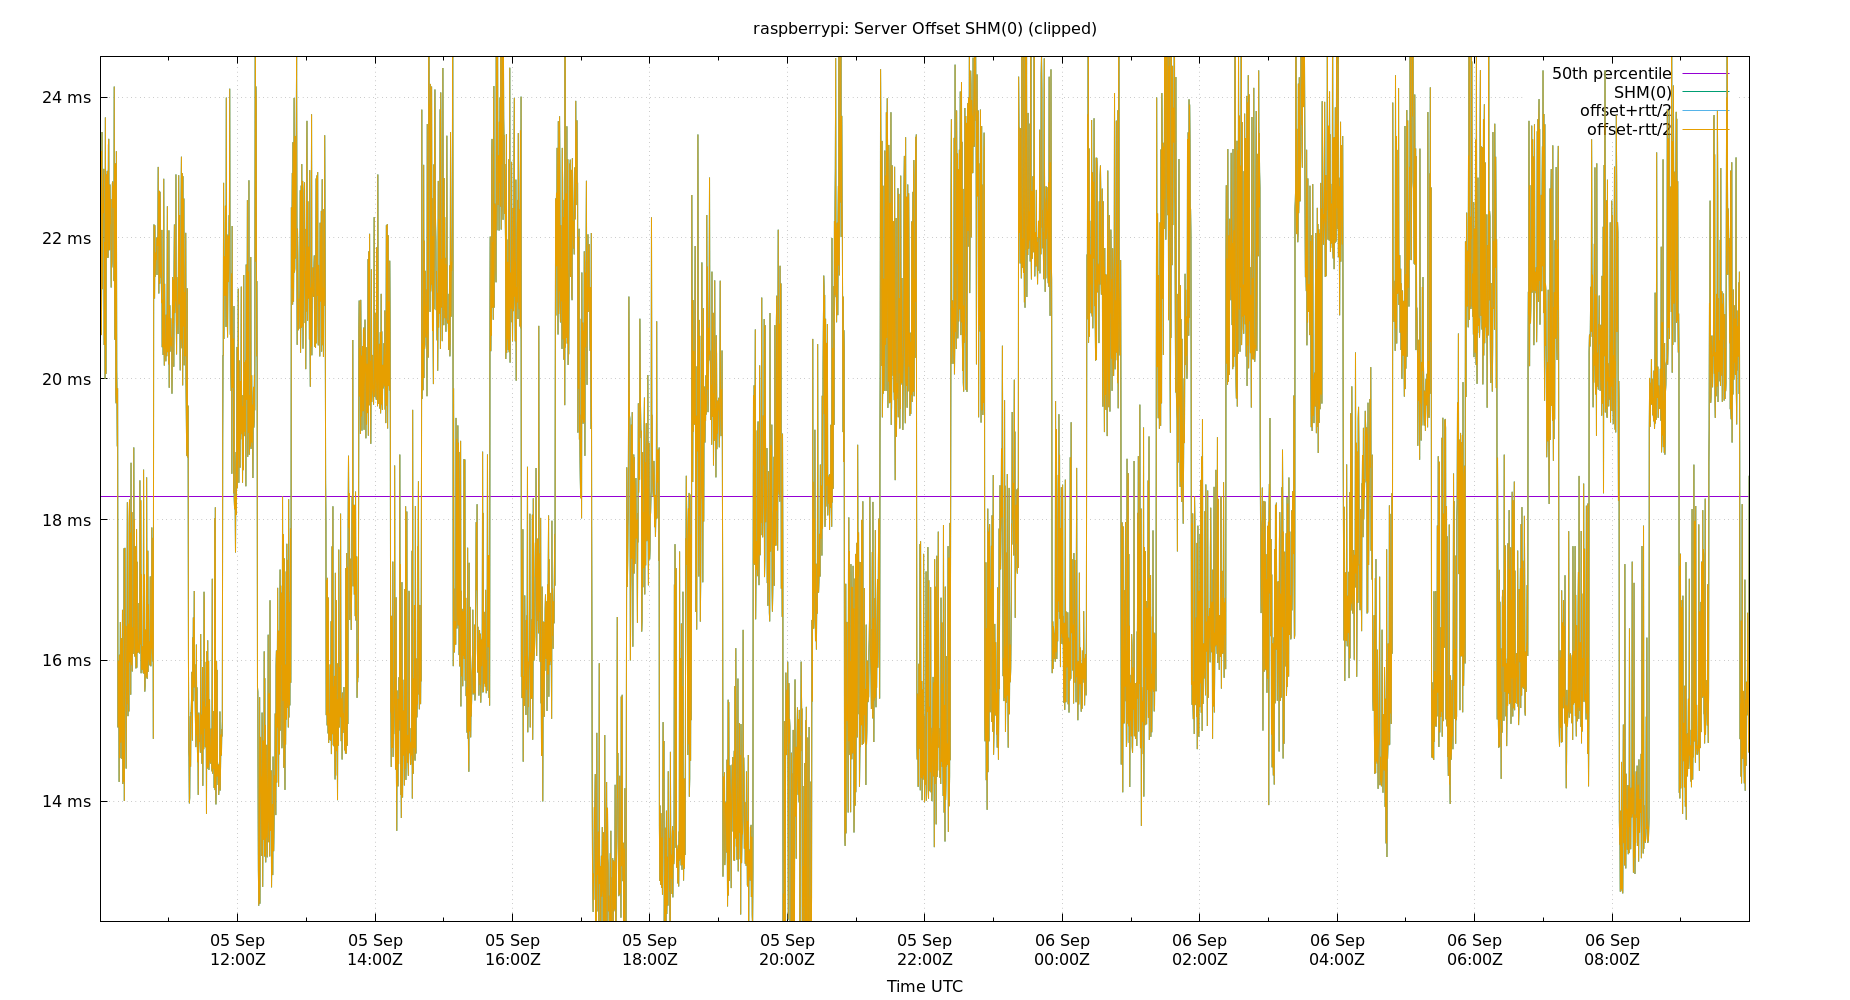 raspberrypi: Server Offset SHM(0) (clipped)
50th percentile
SHM(0)
offset+rtt/2
offset-rtt/2
24 ms
22 ms
20 ms
18 ms
16 ms
14 ms
05 Sep 05 Sep 05 Sep 05 Sep 05 Sep 05 Sep 06 Sep 06 Sep 06 Sep 06 Sep 06 Sep
12:00Z 14:00Z 16:00Z 18:00Z 20:00Z 22:00Z 00:00Z 02:00Z 04:00Z 06:00Z 08:00Z
Time UTC